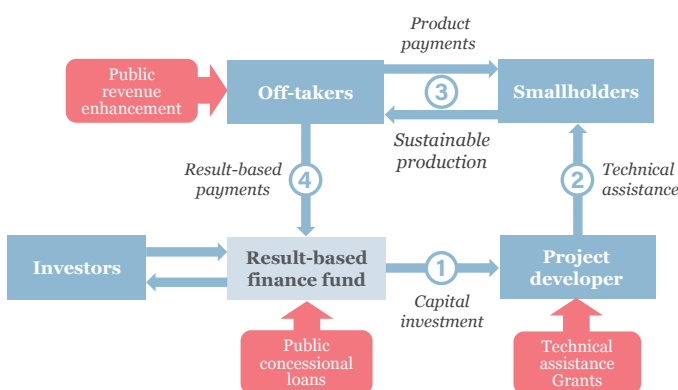 Product
payments
Public
revenue
enhancement
Off-takers
3
Smallholders
Sustainable
production
Result-based
payments
4
2
Technical
assistance
Investors
Result-based
finance fund
1
Capital
investment
Project
developer
Public
concessional
loans
Technical
assistance
Grants